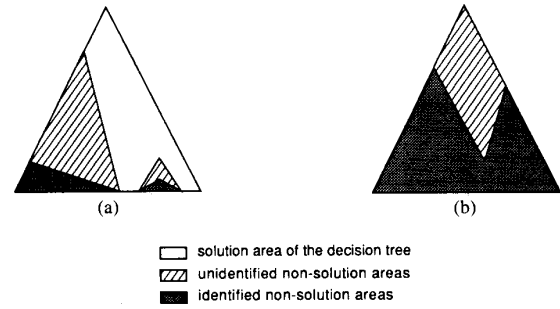 (a)
(b)
solution area of the decision tree
unidentified non-solution areas
identified non-solution areas